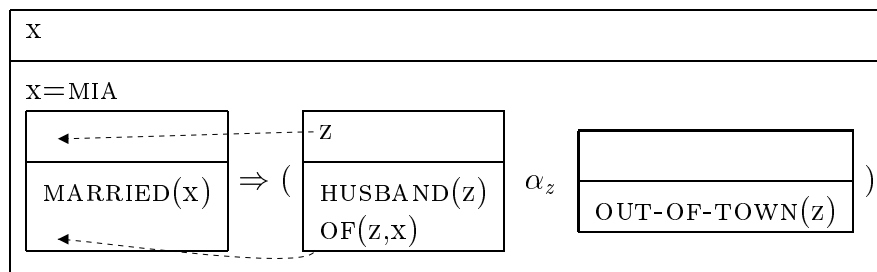 x
x=MIA
z
MARRIED(x) ⇒ ( HUSBAND(z) α_z OUT-OF-TOWN(z) )
OF(z,x)